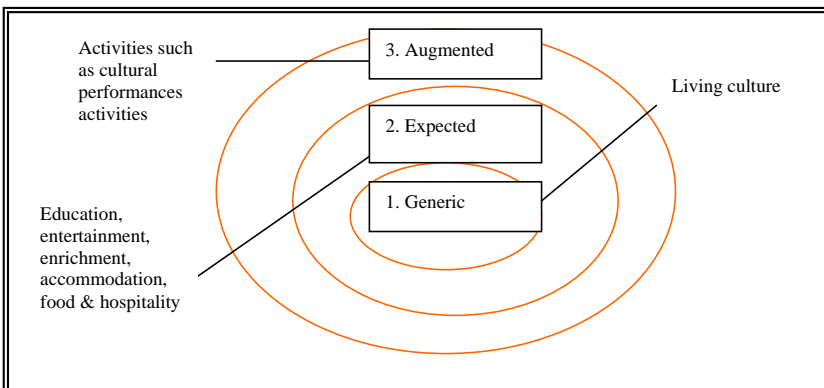 Activities such
as cultural
performances
activities
3. Augmented
Living culture
2. Expected
1. Generic
Education,
entertainment,
enrichment,
accommodation,
food & hospitality